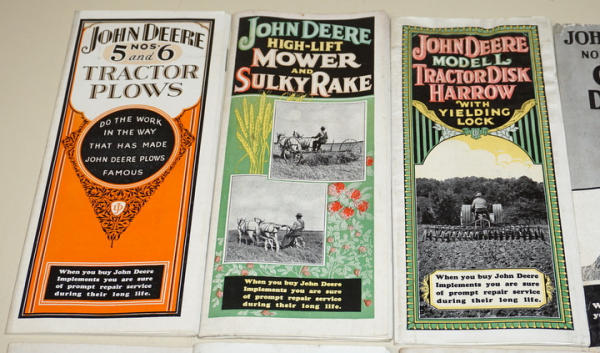 JOHN DEERE
NOS
5 and 6
TRACTOR
PLOWS
DO THE WORK
IN THE WAY
THAT HAS MADE
JOHN DEERE PLOWS
FAMOUS
When you buy John Deere
Implements you are sure
of prompt repair service
during their long life.
JOHN DEERE
HIGH-LIFT
MOWER
AND
SULKY RAKE
When you buy John Deere
Implements you are sure
of prompt repair service
during their long life.
JOHN DEERE
MODEL L
TRACTOR DISK
HARROW
WITH
YIELDING
LOCK
When you buy John Deere
Implements you are sure
of prompt repair service
during their long life.
JOH
NO